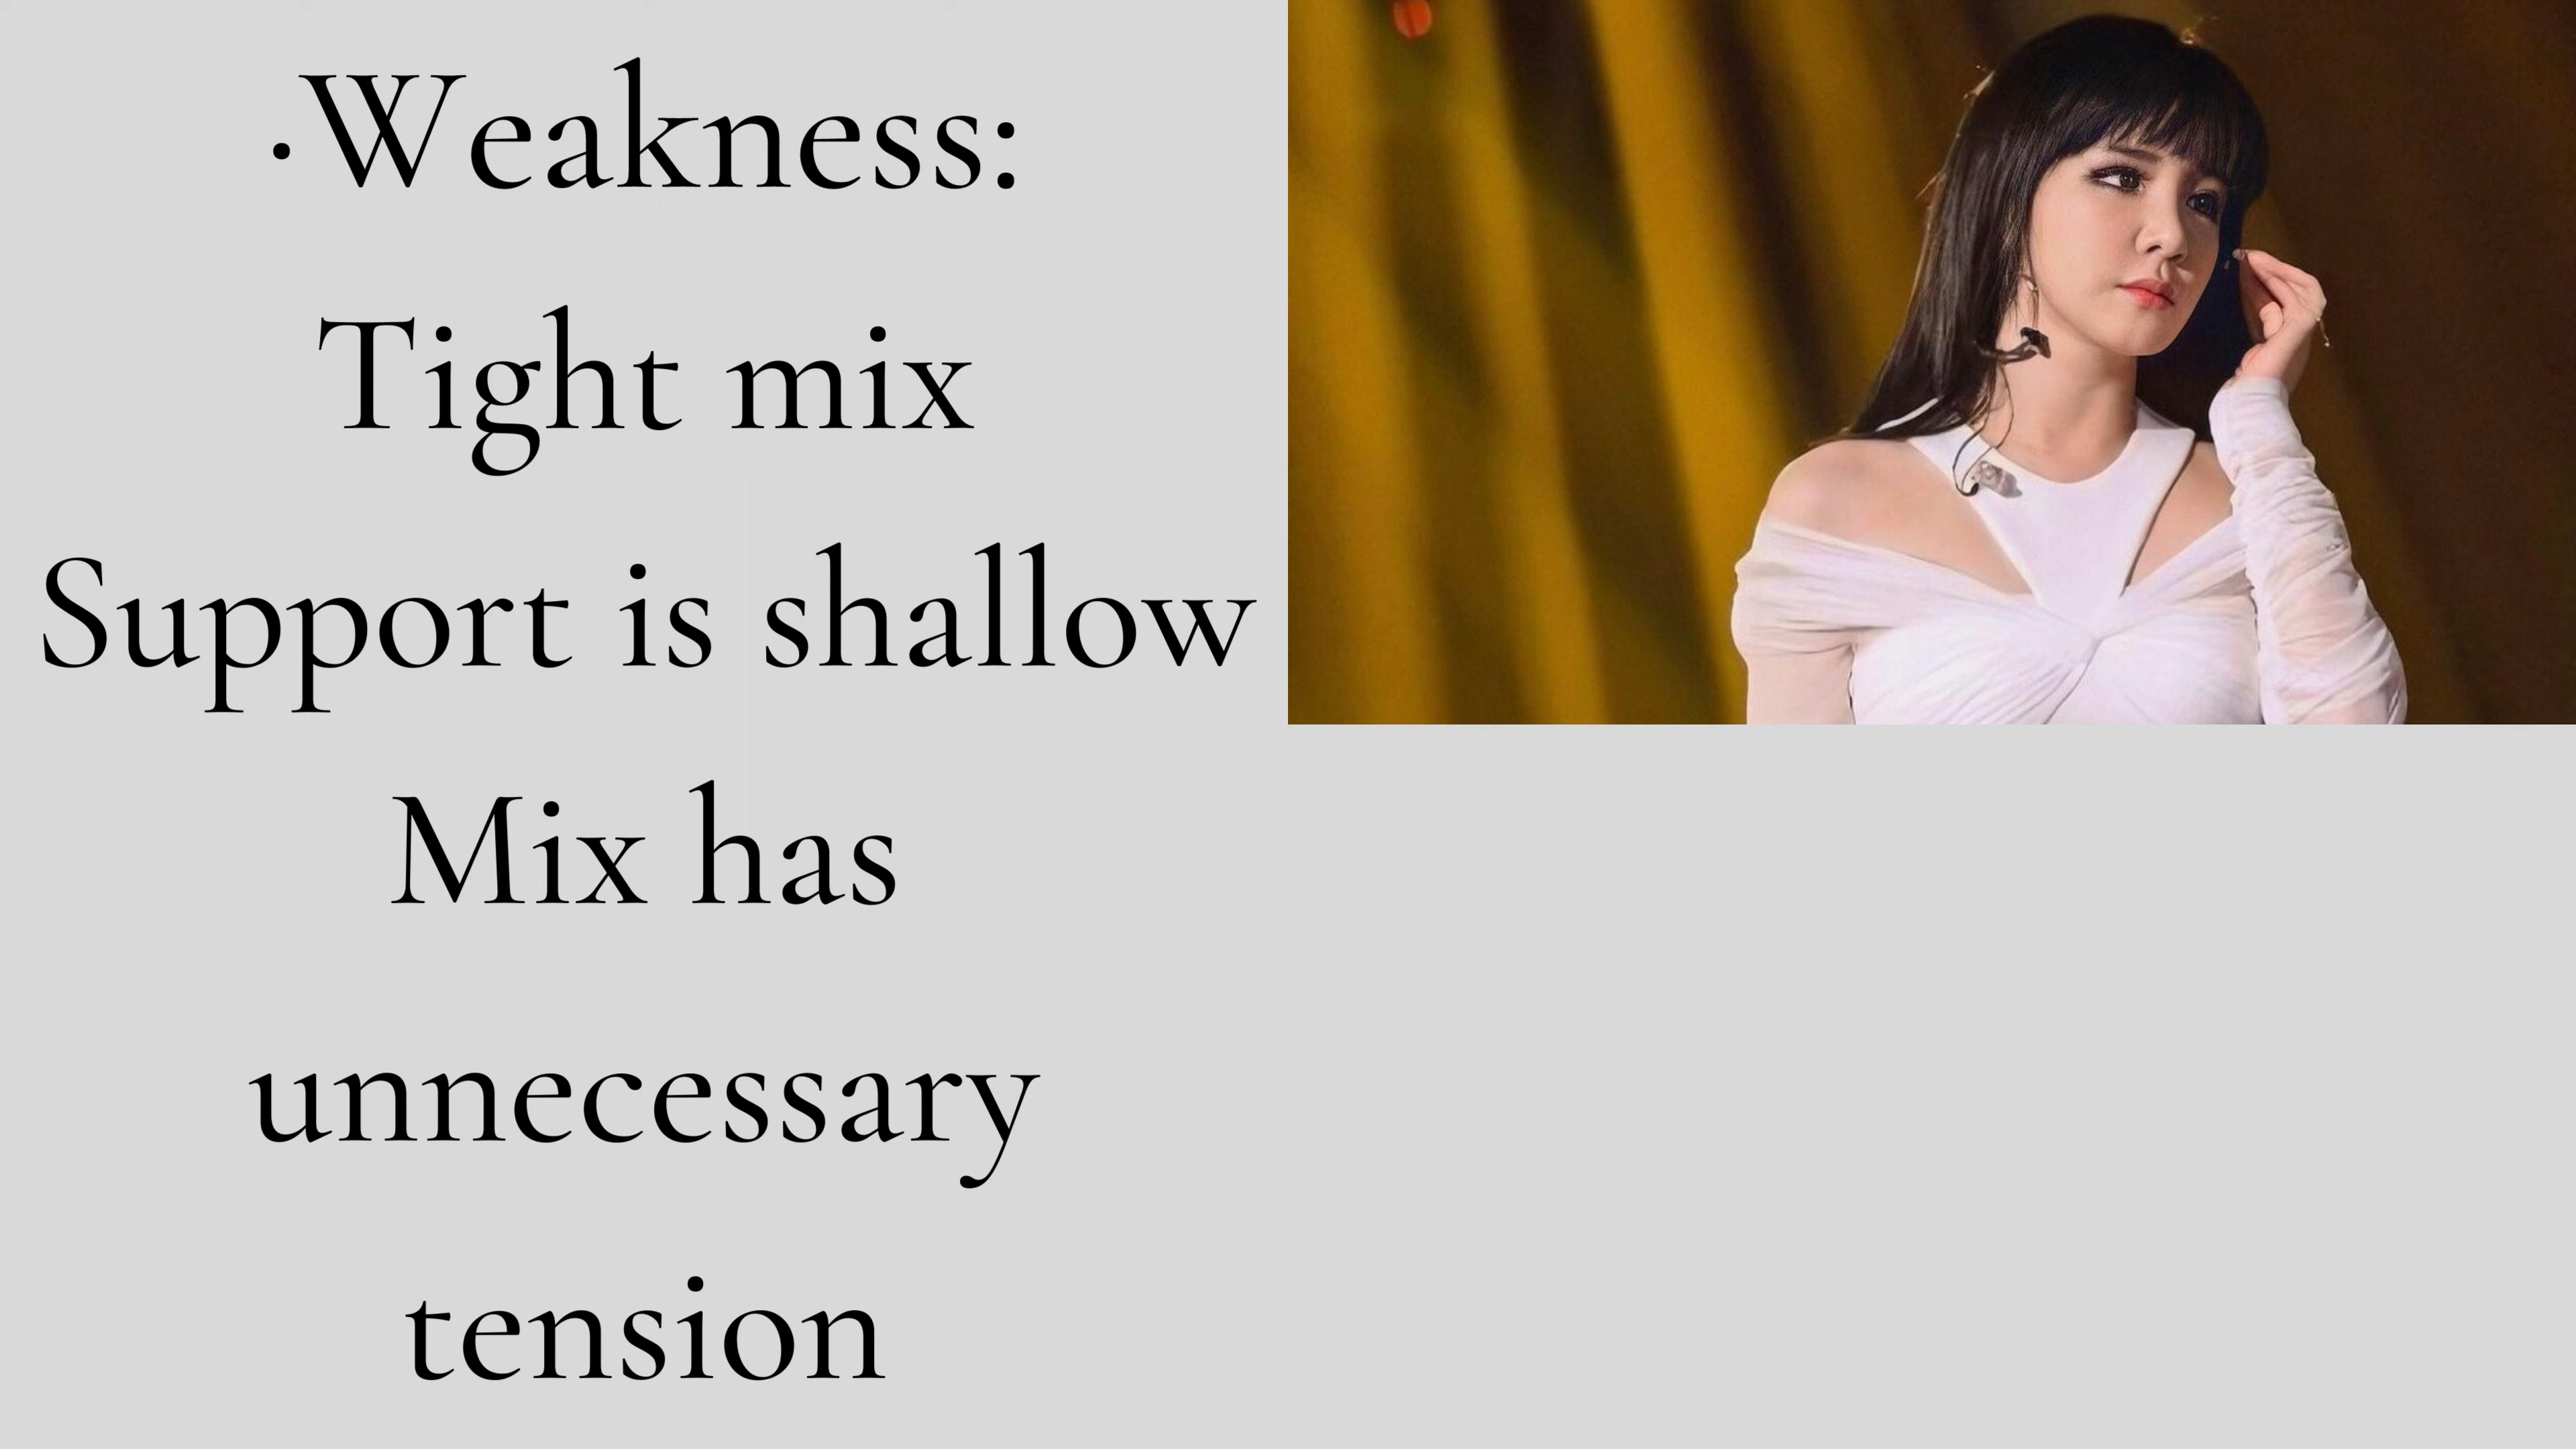 ·Weakness:
Tight mix
Support is shallow
Mix has
unnecessary
tension